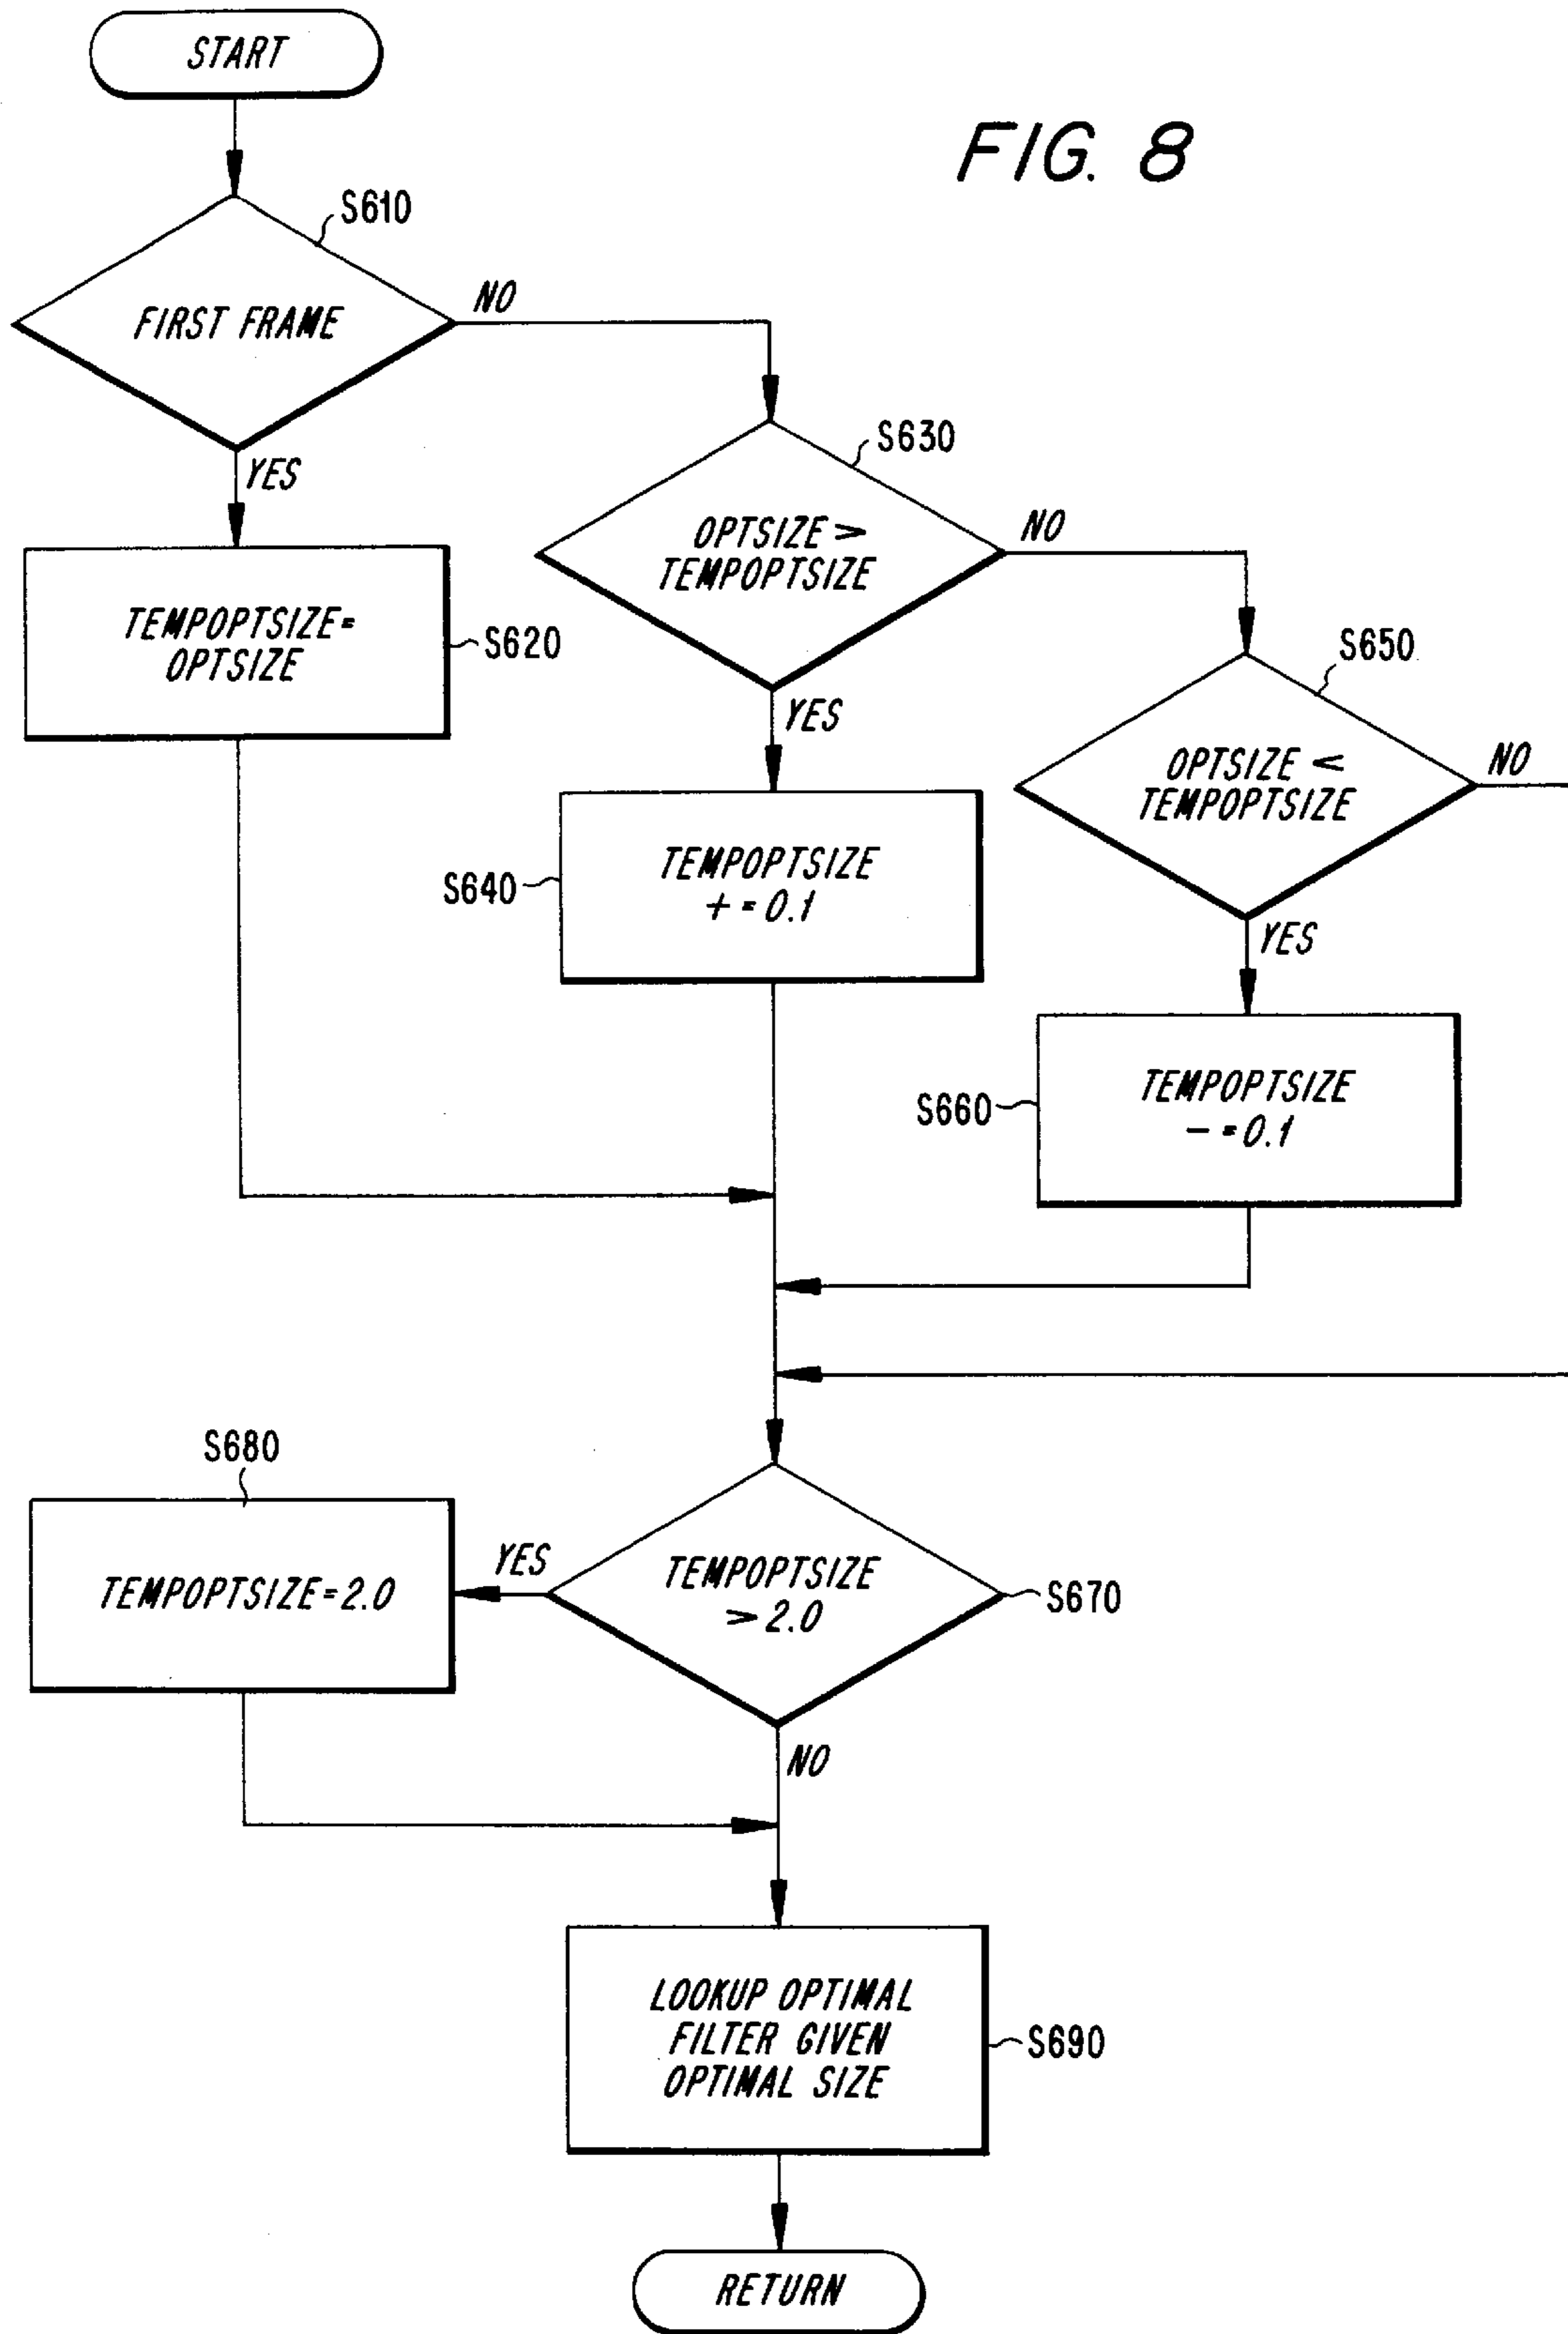 START
FIG. 8
S610
FIRST FRAME
NO
YES
S630
OPTSIZE >
TEMPOPTSIZE
NO
TEMPOPTSIZE=
OPTSIZE
S620
S650
YES
OPTSIZE <
TEMPOPTSIZE
NO
TEMPOPTSIZE
+ = 0.1
S640
YES
TEMPOPTSIZE
- = 0.1
S660
S680
TEMPOPTSIZE=2.0
YES
TEMPOPTSIZE
> 2.0
S670
NO
LOOKUP OPTIMAL
FILTER GIVEN
OPTIMAL SIZE
S690
RETURN